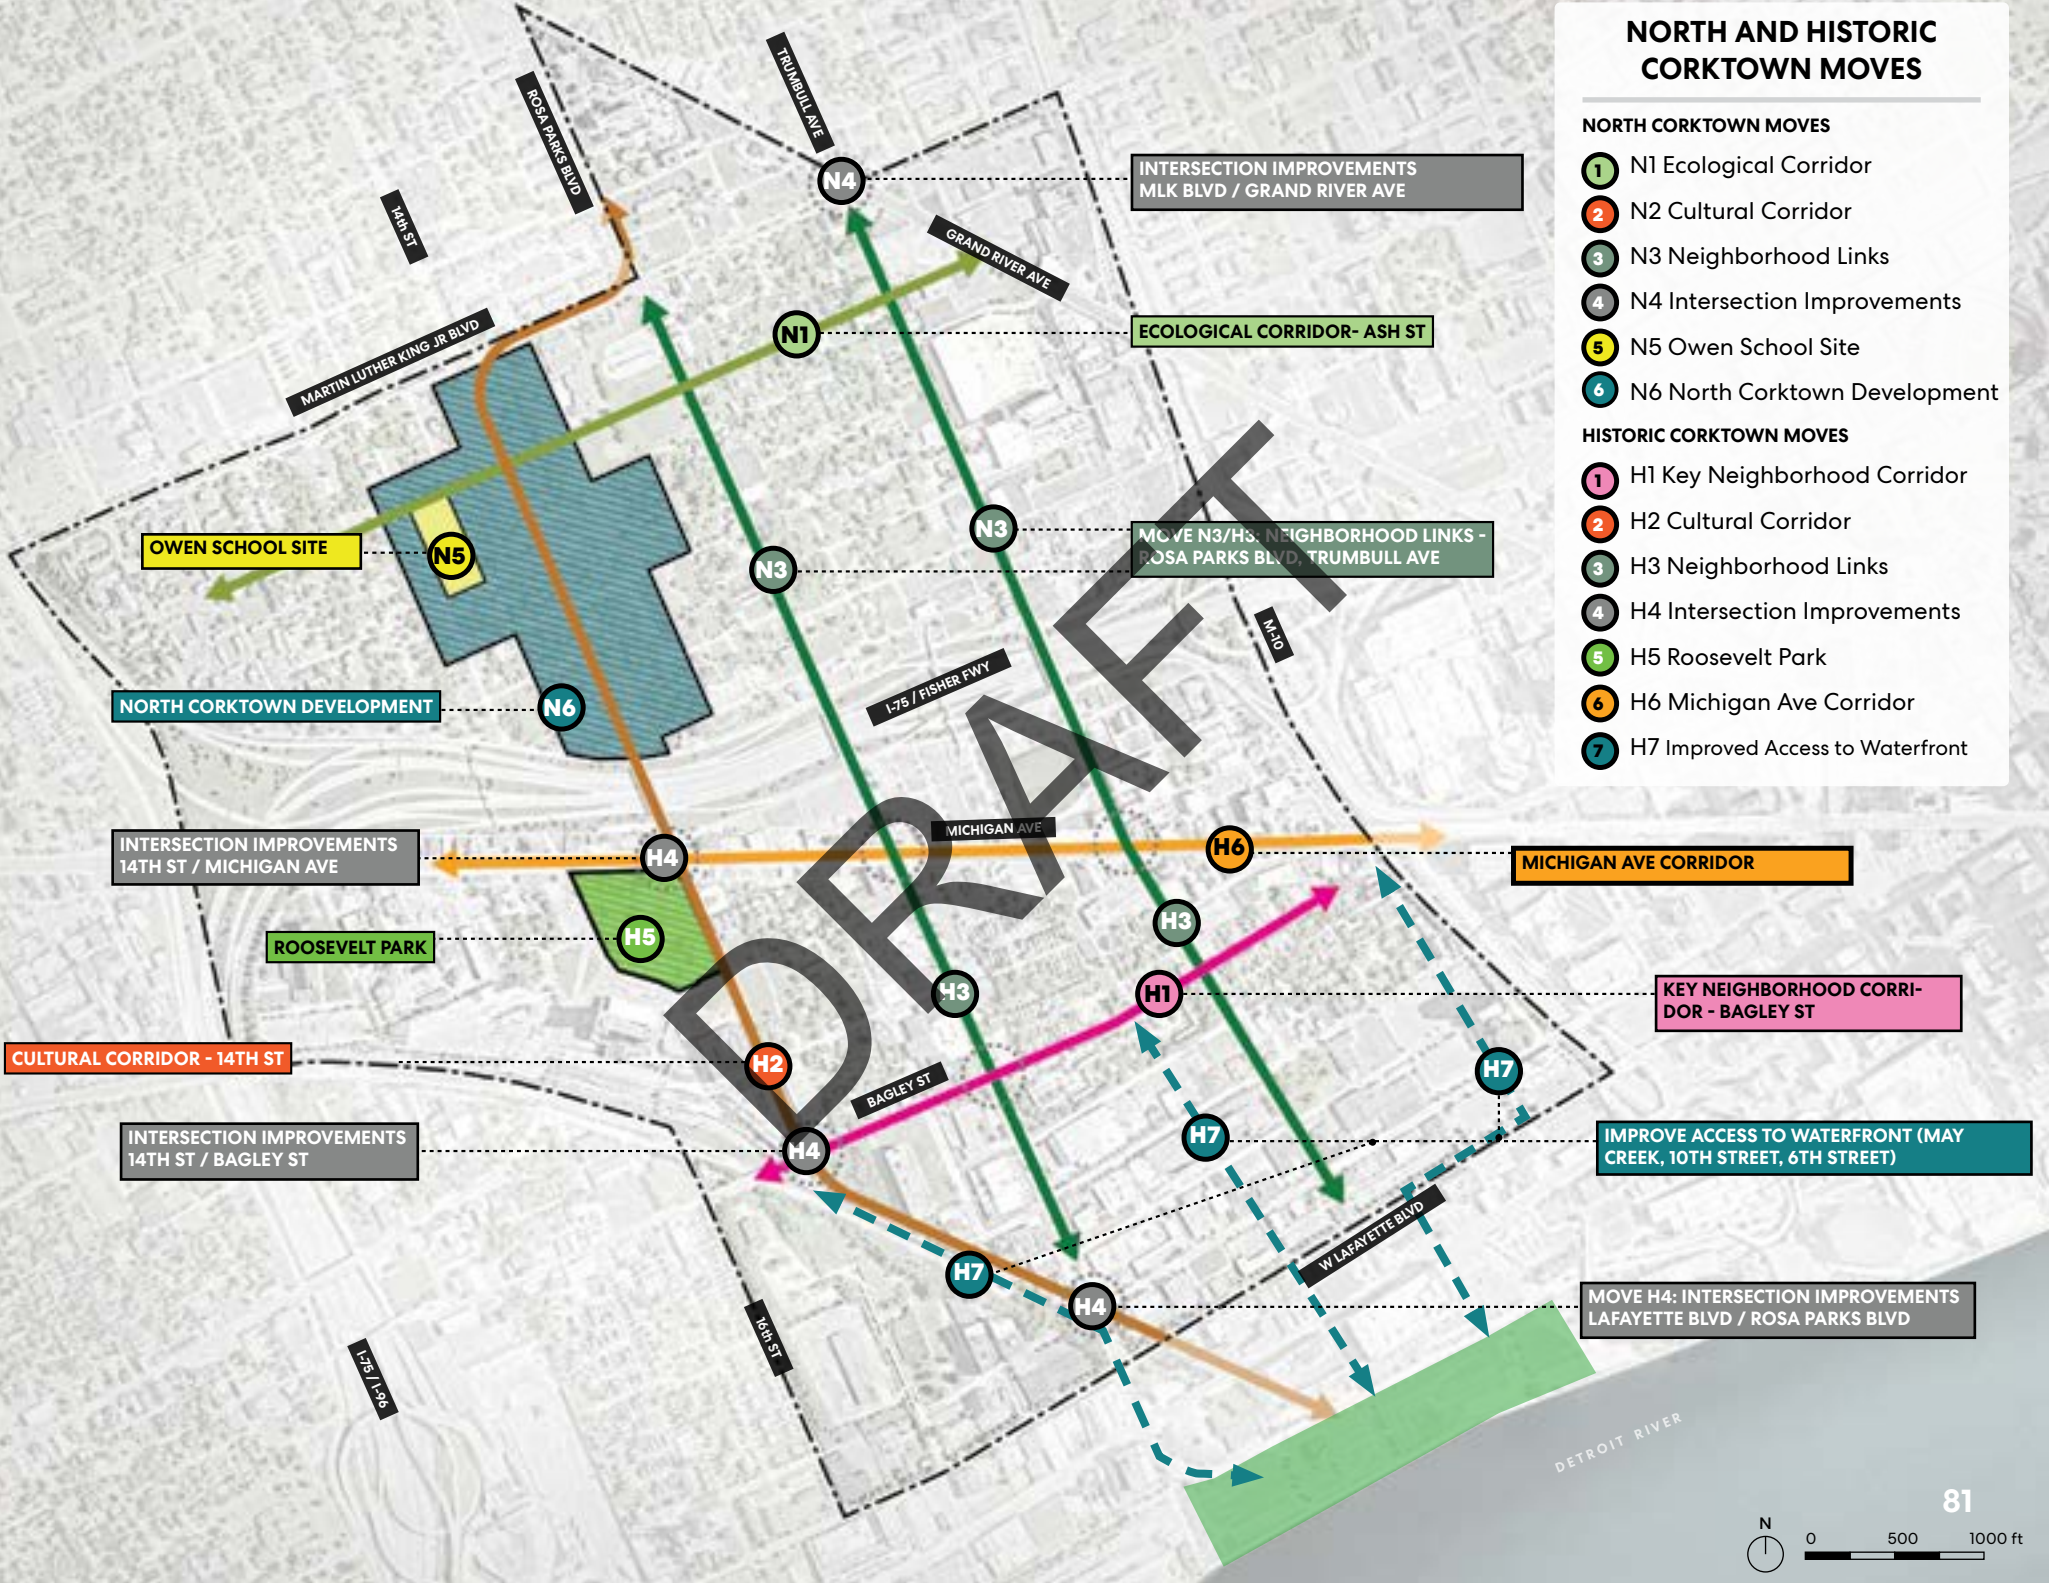 NORTH AND HISTORIC
CORKTOWN MOVES
NORTH CORKTOWN MOVES
1 N1 Ecological Corridor
2 N2 Cultural Corridor
3 N3 Neighborhood Links
4 N4 Intersection Improvements
5 N5 Owen School Site
6 N6 North Corktown Development
HISTORIC CORKTOWN MOVES
1 H1 Key Neighborhood Corridor
2 H2 Cultural Corridor
3 H3 Neighborhood Links
4 H4 Intersection Improvements
5 H5 Roosevelt Park
6 H6 Michigan Ave Corridor
7 H7 Improved Access to Waterfront
TRUMBULL AVE
ROSA PARKS BLVD
14th ST
N4
INTERSECTION IMPROVEMENTS
MLK BLVD / GRAND RIVER AVE
GRAND RIVER AVE
MARTIN LUTHER KING JR BLVD
N1
ECOLOGICAL CORRIDOR- ASH ST
OWEN SCHOOL SITE
N5
N3
N3
MOVE N3/H3: NEIGHBORHOOD LINKS -
ROSA PARKS BLVD, TRUMBULL AVE
M-10
I-75 / FISHER FWY
NORTH CORKTOWN DEVELOPMENT
N6
DRAFT
MICHIGAN AVE
INTERSECTION IMPROVEMENTS
14TH ST / MICHIGAN AVE
H4
H6
MICHIGAN AVE CORRIDOR
ROOSEVELT PARK
H5
H3
H3
H1
KEY NEIGHBORHOOD CORRI-
DOR - BAGLEY ST
CULTURAL CORRIDOR - 14TH ST
H2
BAGLEY ST
H7
INTERSECTION IMPROVEMENTS
14TH ST / BAGLEY ST
H4
H7
IMPROVE ACCESS TO WATERFRONT (MAY
CREEK, 10TH STREET, 6TH STREET)
W LAFAYETTE BLVD
H7
H4
MOVE H4: INTERSECTION IMPROVEMENTS
LAFAYETTE BLVD / ROSA PARKS BLVD
16th ST
I-75 / I-96
DETROIT RIVER
81
N
0 500 1000 ft